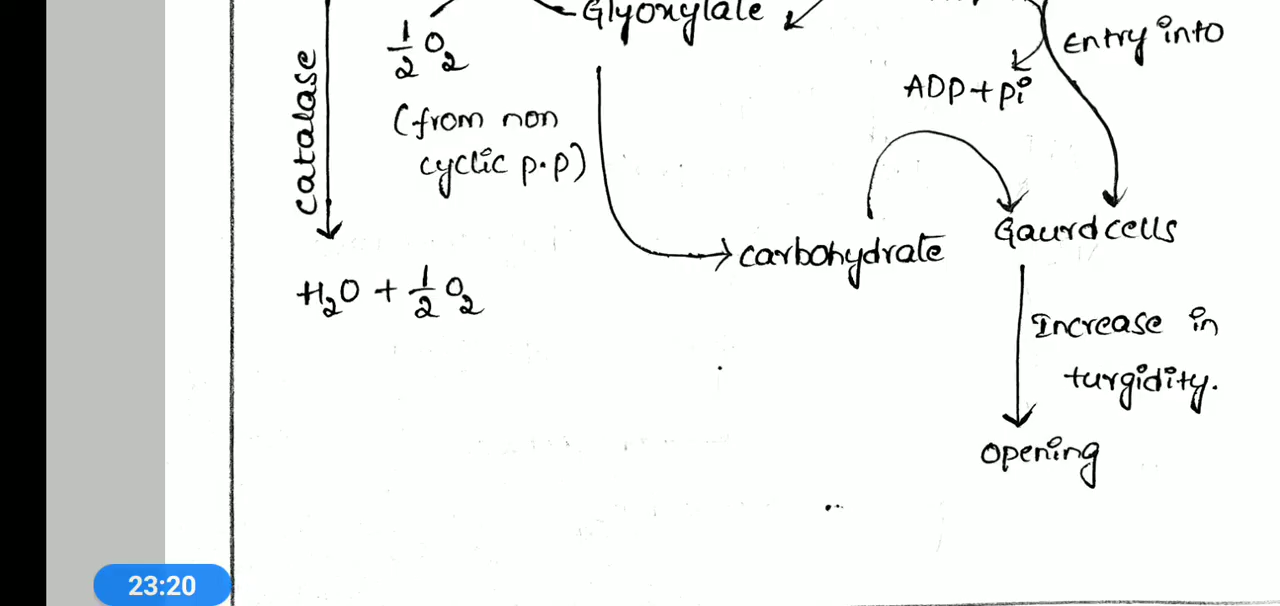 Glyoxylate
Entry into
½ O₂
ADP + Pi
(from non
cyclic p.p)
catalase
Gaurd cells
carbohydrate
H₂O + ½ O₂
Increase in
turgidity.
Opening
23:20